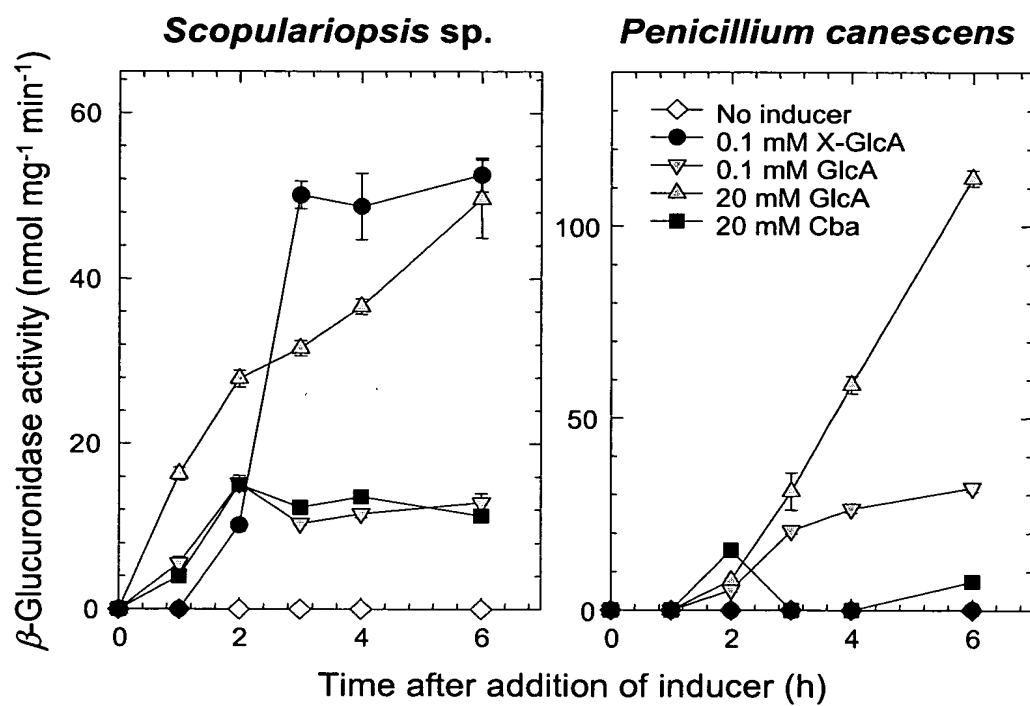 Scopulariopsis sp.
Penicillium canescens
β-Glucuronidase activity (nmol mg⁻¹ min⁻¹)
60
40
20
0
0 2 4 6
100
50
0
0 2 4 6
No inducer
0.1 mM X-GlcA
0.1 mM GlcA
20 mM GlcA
20 mM Cba
Time after addition of inducer (h)